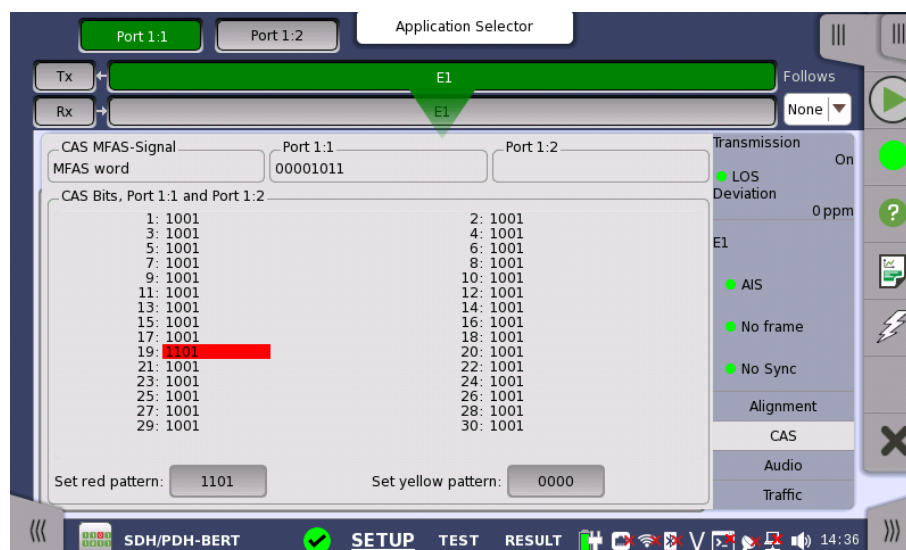 Application Selector
Port 1:1
Port 1:2
Tx
E1
Follows
Rx
E1
None
CAS MFAS-Signal
Port 1:1
Port 1:2
MFAS word
00001011
CAS Bits, Port 1:1 and Port 1:2
1: 1001
2: 1001
3: 1001
4: 1001
5: 1001
6: 1001
7: 1001
8: 1001
9: 1001
10: 1001
11: 1001
12: 1001
13: 1001
14: 1001
15: 1001
16: 1001
17: 1001
18: 1001
19: 1101
20: 1001
21: 1001
22: 1001
23: 1001
24: 1001
25: 1001
26: 1001
27: 1001
28: 1001
29: 1001
30: 1001
Set red pattern:
1101
Set yellow pattern:
0000
Transmission
On
LOS
Deviation
0 ppm
E1
AIS
No frame
No Sync
Alignment
CAS
Audio
Traffic
SDH/PDH-BERT
SETUP
TEST
RESULT
14:36